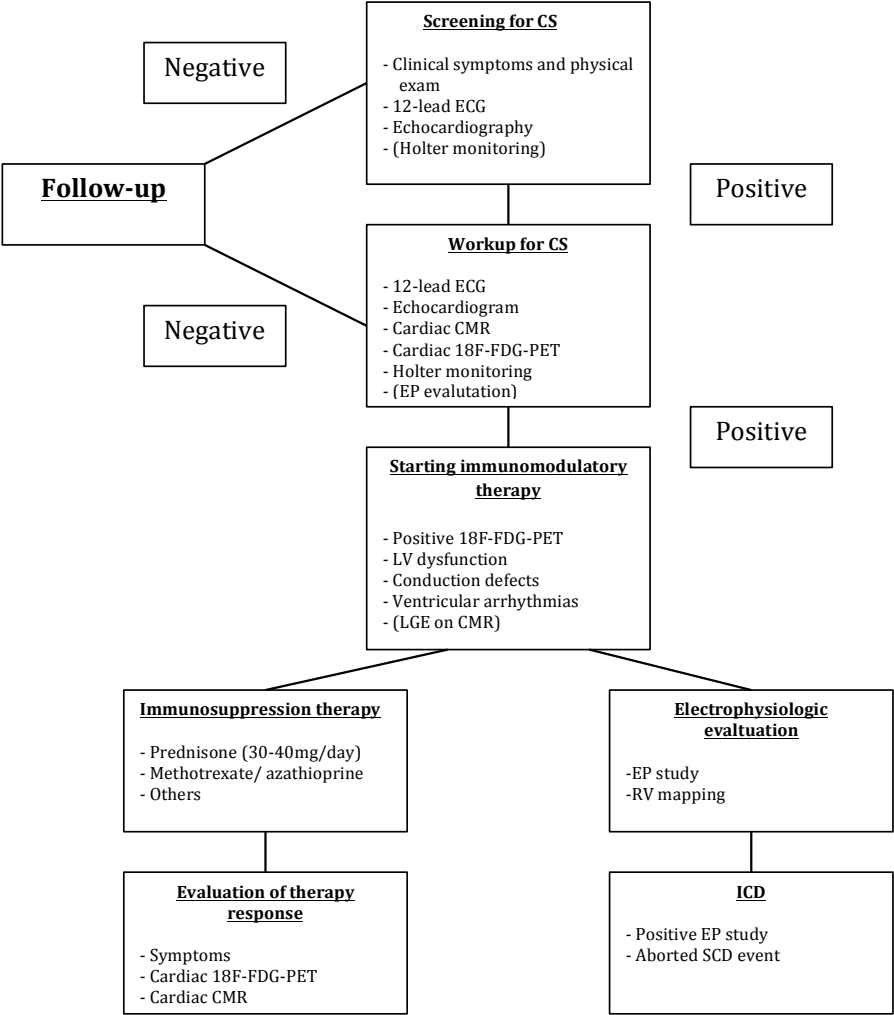 Screening for CS
- Clinical symptoms and physical
exam
- 12-lead ECG
- Echocardiography
- (Holter monitoring)
Negative
Follow-up
Positive
Workup for CS
- 12-lead ECG
- Echocardiogram
- Cardiac CMR
- Cardiac 18F-FDG-PET
- Holter monitoring
- (EP evalutation)
Negative
Positive
Starting immunomodulatory
therapy
- Positive 18F-FDG-PET
- LV dysfunction
- Conduction defects
- Ventricular arrhythmias
- (LGE on CMR)
Immunosuppression therapy
- Prednisone (30-40mg/day)
- Methotrexate/ azathioprine
- Others
Electrophysiologic
evaltuation
-EP study
-RV mapping
Evaluation of therapy
response
- Symptoms
- Cardiac 18F-FDG-PET
- Cardiac CMR
ICD
- Positive EP study
- Aborted SCD event